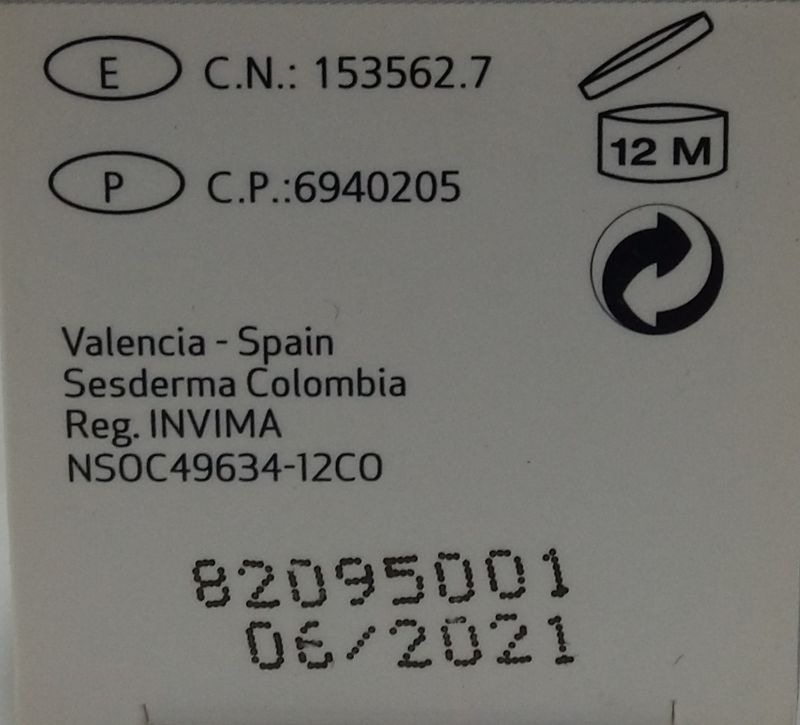 E C.N.: 153562.7
12 M
P C.P.:6940205
Valencia - Spain
Sesderma Colombia
Reg. INVIMA
NSOC49634-12CO
82095001
06/2021